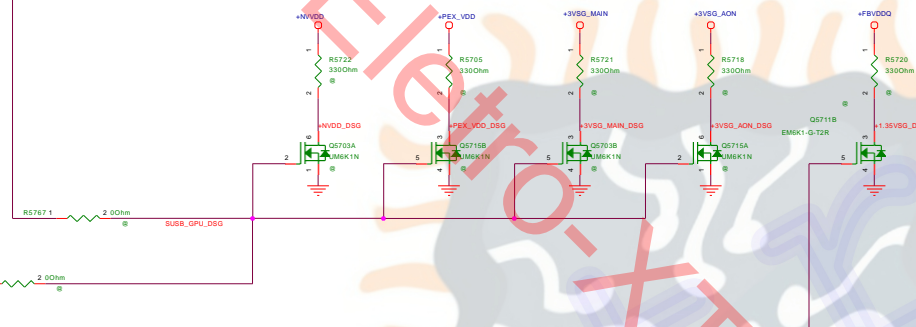 +NVVDD
+PEX_VDD
+3VSG_MAIN
+3VSG_AON
+FBVDDQ
1
R5722
330Ohm
2
@
1
R5705
330Ohm
2
@
1
R5721
330Ohm
2
@
1
R5718
330Ohm
2
@
1
R5720
330Ohm
2
@
+NVDD_DSG
+PEX_VDD_DSG
+3VSG_MAIN_DSG
+3VSG_AON_DSG
+1.35VSG_D
2
6
1
Q5703A
UM6K1N
@
5
3
4
Q5715B
UM6K1N
@
5
3
4
Q5703B
UM6K1N
@
2
6
1
Q5715A
UM6K1N
@
@
Q5711B
EM6K1-G-T2R
5
3
4
R5767 1
2 0Ohm
@
SUSB_GPU_DSG
2 0Ohm
@